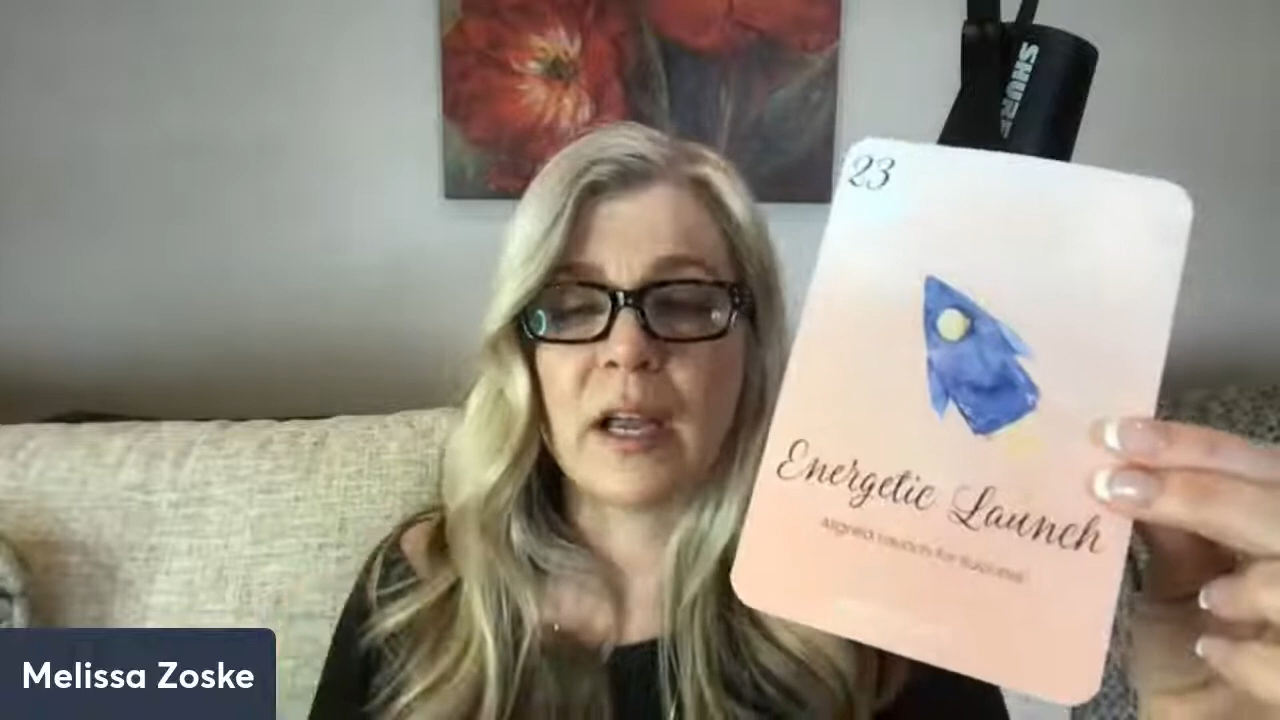 SHURE
23
Energetic Launch
Aligned Launch for Success
Melissa Zoske